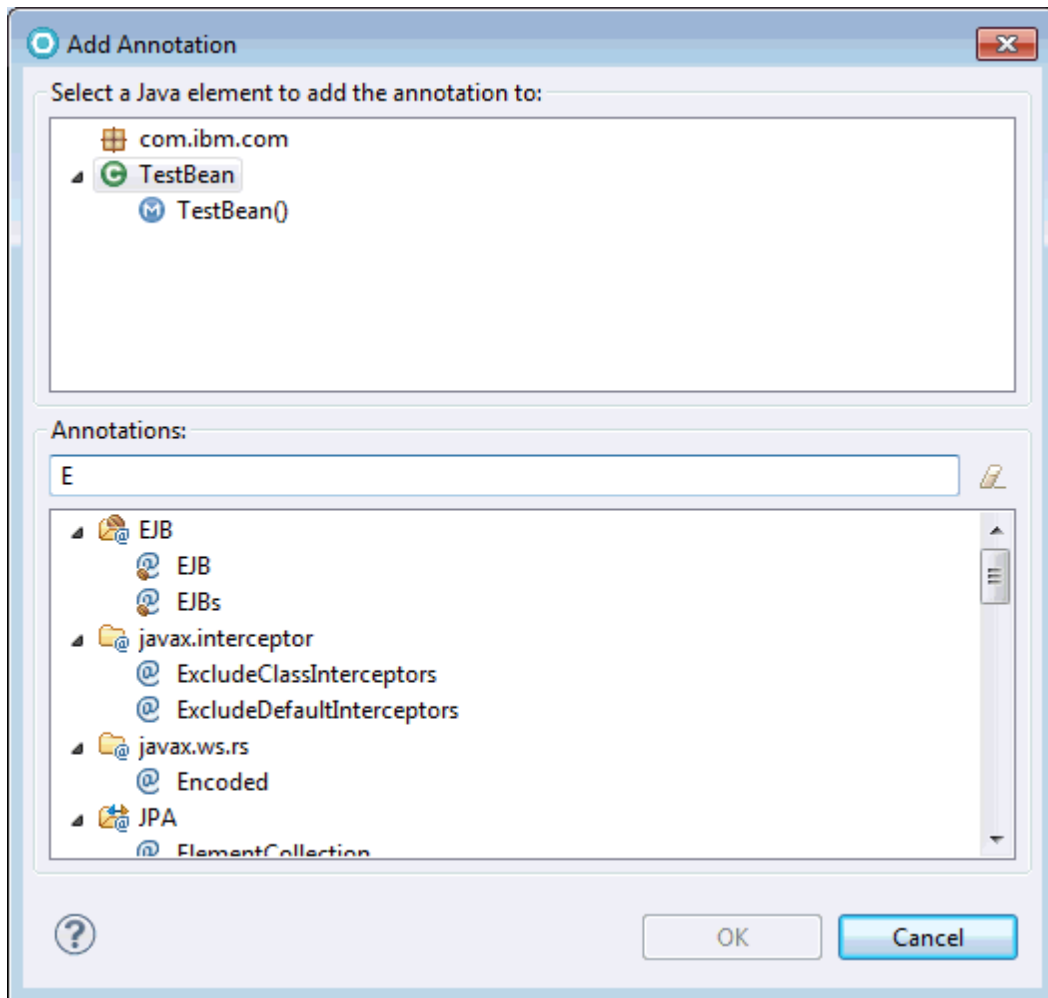 Add Annotation
Select a Java element to add the annotation to:
com.ibm.com
TestBean
TestBean()
Annotations:
E
EJB
EJB
EJBs
javax.interceptor
ExcludeClassInterceptors
ExcludeDefaultInterceptors
javax.ws.rs
Encoded
JPA
ElementCollection
OK
Cancel